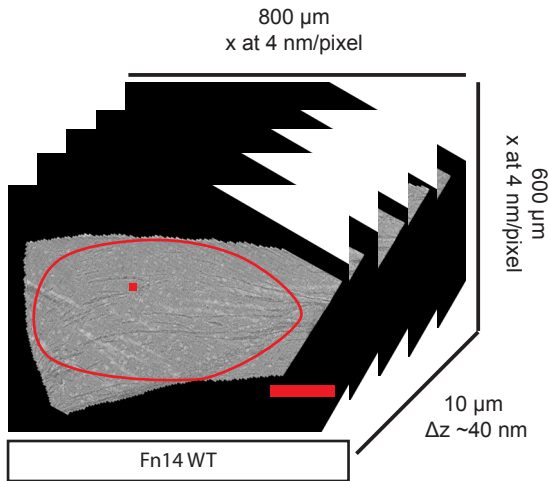 800 µm
x at 4 nm/pixel
600 µm
x at 4 nm/pixel
10 µm
Δz ~40 nm
Fn14 WT